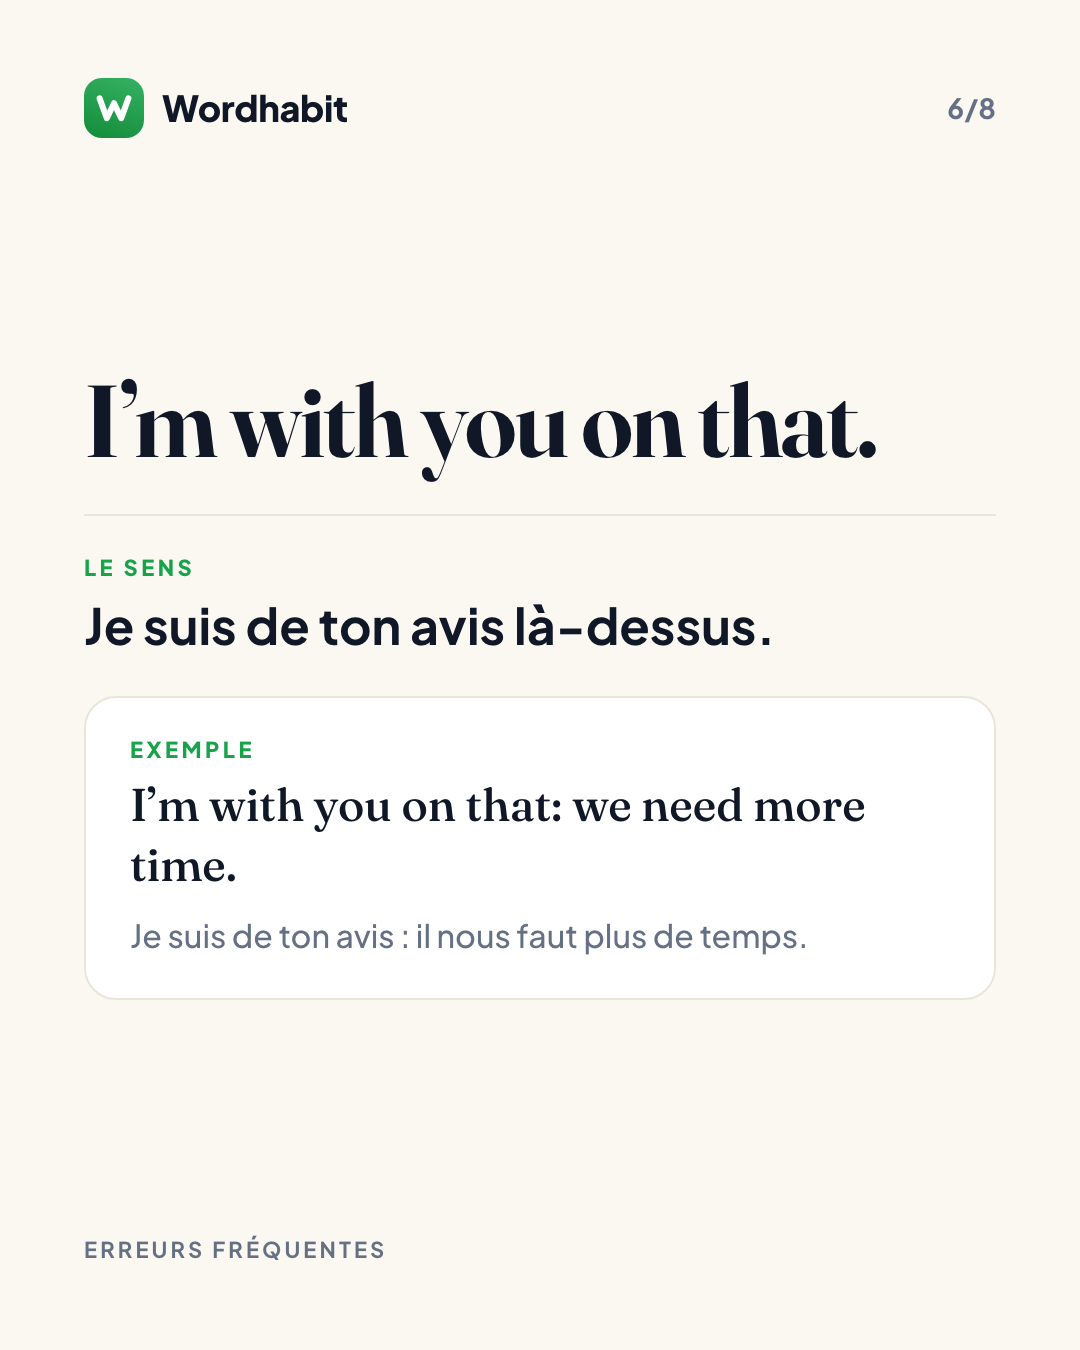 Wordhabit
6/8
I’m with you on that.
LE SENS
Je suis de ton avis là-dessus.
EXEMPLE
I’m with you on that: we need more
time.
Je suis de ton avis : il nous faut plus de temps.
ERREURS FRÉQUENTES